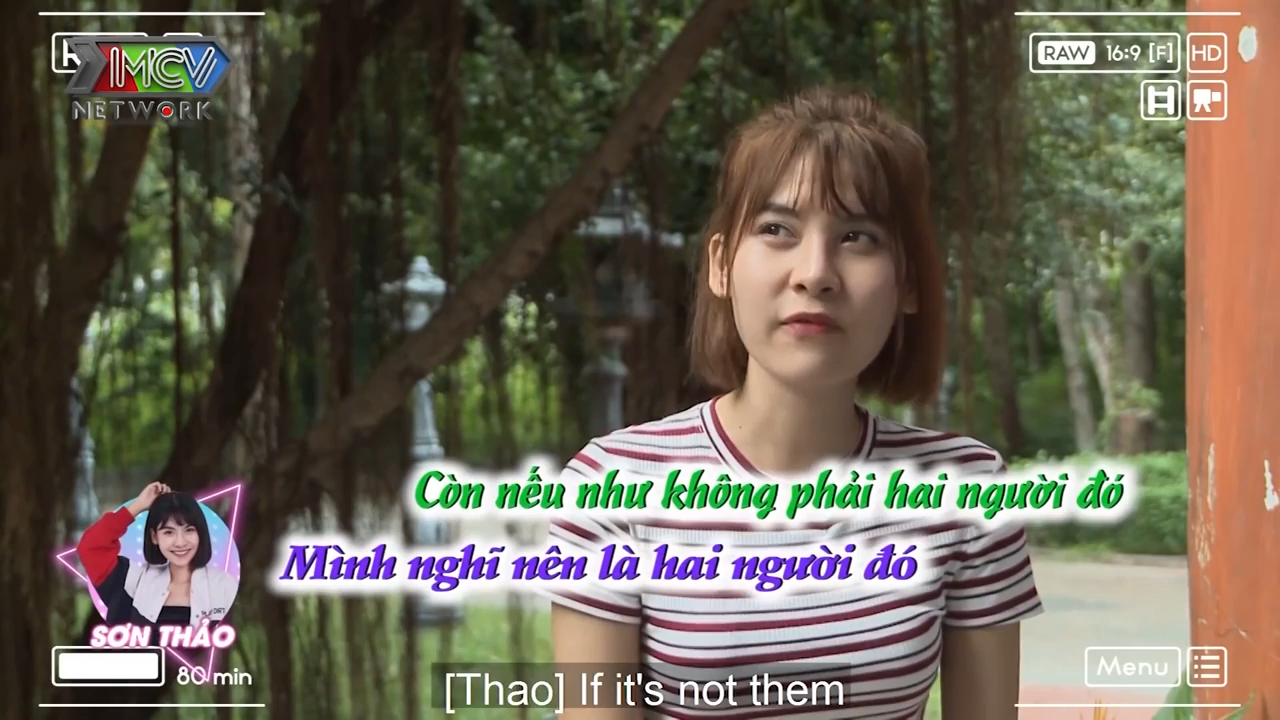 MCV
NETWORK
RAW 16:9 [F] HD
Còn nếu như không phải hai người đó
Mình nghĩ nên là hai người đó
SƠN THẢO
80 min
Menu
[Thao] If it's not them